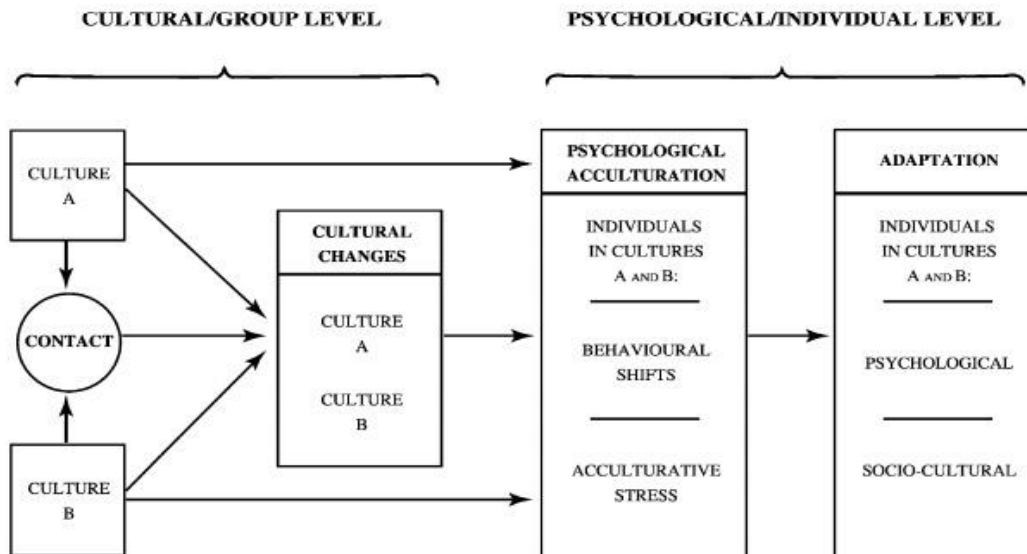 CULTURAL/GROUP LEVEL
PSYCHOLOGICAL/INDIVIDUAL LEVEL
CULTURE
A
CONTACT
CULTURE
B
CULTURAL
CHANGES
CULTURE
A
CULTURE
B
PSYCHOLOGICAL
ACCULTURATION
INDIVIDUALS
IN CULTURES
A AND B:
BEHAVIOURAL
SHIFTS
ACCULTURATIVE
STRESS
ADAPTATION
INDIVIDUALS
IN CULTURES
A AND B:
PSYCHOLOGICAL
SOCIO-CULTURAL